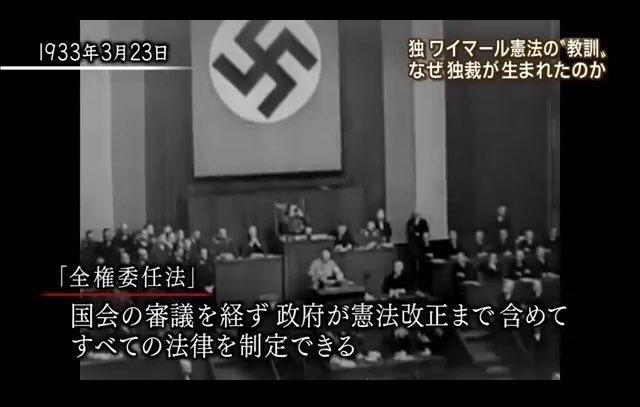 1933年3月23日
独 ワイマール憲法の〝教訓〟
なぜ 独裁が 生まれたのか
「全権委任法」
国会の審議を経ず 政府が憲法改正まで 含めて
すべての法律を制定できる